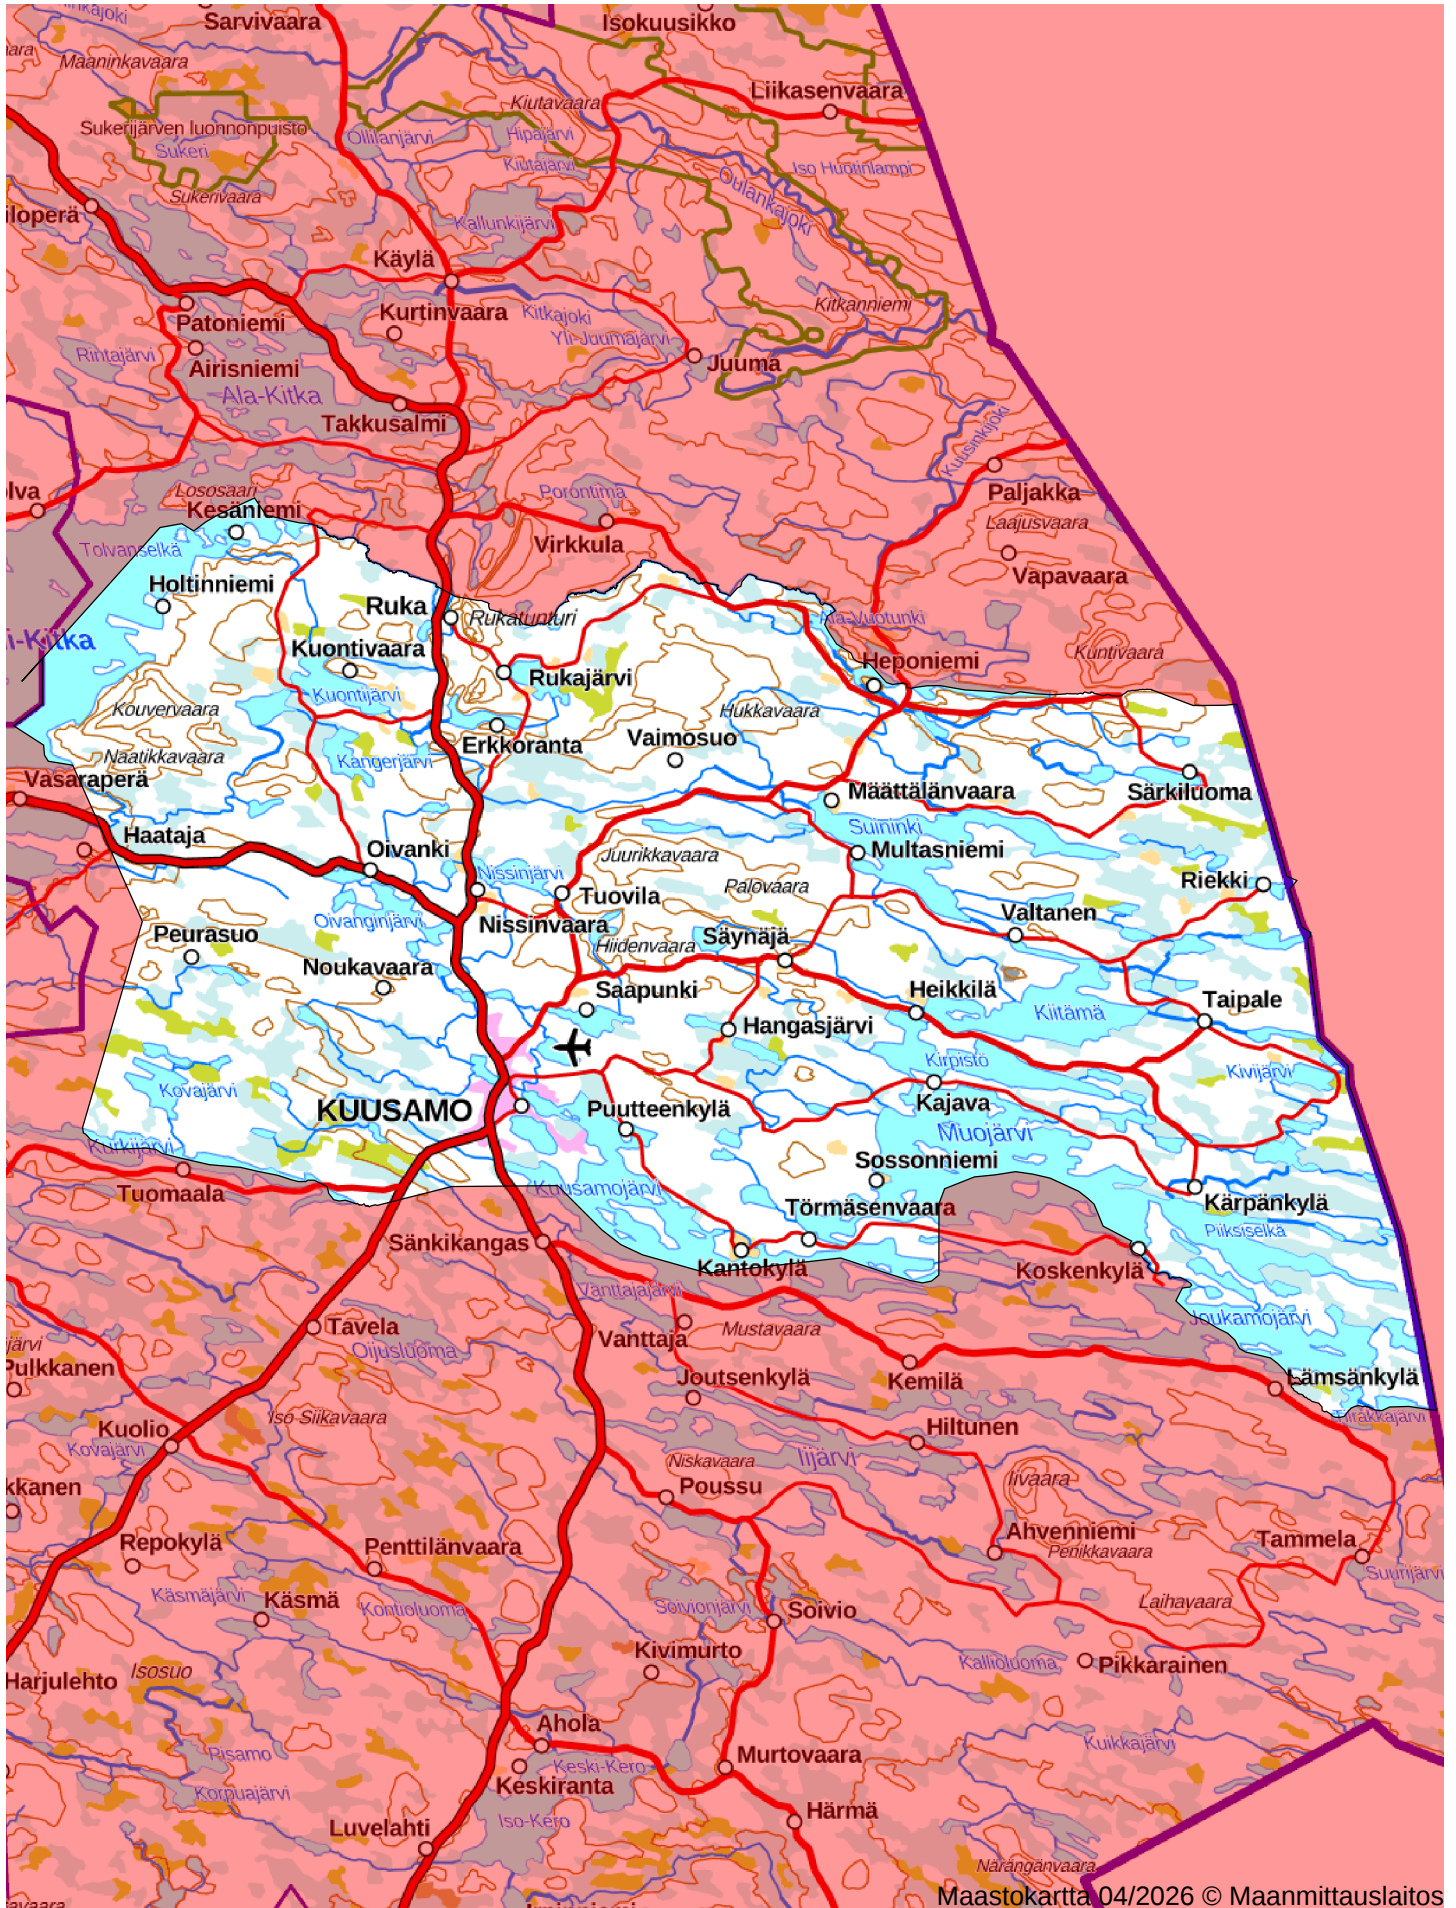 Sarvivaara
Isokuusikko
Maaninkavaara
Liikasenvaara
Kiutavaara
Sukerijärven luonnonpuisto
Ollilanjärvi
Hipajärvi
Sukeri
Kiutajärvi
Iso Huotinlampi
Sukerivaara
Oulankajoki
Kallunkijärvi
Käylä
Kitkanniemi
Kurtinvaara
Kitkajoki
Patoniemi
Yli-Juumajärvi
Rintajärvi
Airisniemi
Juuma
Ala-Kitka
Takkusalmi
Kuusinkijoki
Lososaari
Porontima
Paljakka
Kesäniemi
Laajusvaara
Tolvanselkä
Virkkula
Vapavaara
Holtinniemi
Ruka
Rukatunturi
Ala-Vuotunki
i-Kitka
Kuontivaara
Heponiemi
Kuntivaara
Rukajärvi
Kuontijärvi
Kouvervaara
Hukkavaara
Erkkoranta
Vaimosuo
Naatikkavaara
Kangerjärvi
Vasaraperä
Määttälänvaara
Särkiluoma
Haataja
Suininki
Oivanki
Juurikkavaara
Multasniemi
Nissinjärvi
Palovaara
Riekki
Tuovila
Oivanginjärvi
Valtanen
Nissinvaara
Peurasuo
Hiidenvaara
Säynäjä
Noukavaara
Saapunki
Heikkilä
Taipale
Hangasjärvi
Kiitämä
Kirpistö
Kivijärvi
Kovajärvi
KUUSAMO
Puutteenkylä
Kajava
Muojärvi
Kurkijärvi
Sossonniemi
Tuomaala
Kuusamojärvi
Törmäsenvaara
Kärpänkylä
Piiksiselkä
Sänkikangas
Kantokylä
Koskenkylä
Vanttajajärvi
Joukamojärvi
Tavela
Vanttaja
Mustavaara
Oijusluoma
Pulkkanen
Joutsenkylä
Kemilä
Lämsänkylä
Iso Siikavaara
Kuolio
Hiltunen
Kovajärvi
Iijärvi
Niskavaara
Iivaara
Poussu
Ahvenniemi
Repokylä
Penttilänvaara
Penikkavaara
Tammela
Suurijärvi
Käsmäjärvi
Käsmä
Kontioluoma
Soivionjärvi
Soivio
Laihavaara
Kivimurto
Kallioluoma
Pikkarainen
Isosuo
Harjulehto
Ahola
Kuikkajärvi
Pisamo
Murtovaara
Keski-Kero
Keskiranta
Korpuajärvi
Härmä
Iso-Kero
Luvelahti
Närängänvaara
Maastokartta 04/2026 © Maanmittauslaitos